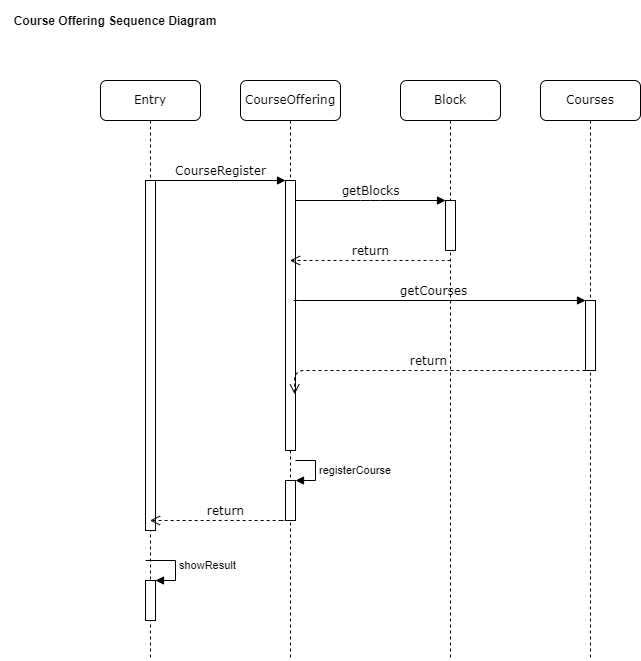 Course Offering Sequence Diagram
Entry
CourseOffering
Block
Courses
CourseRegister
getBlocks
return
getCourses
return
registerCourse
return
showResult